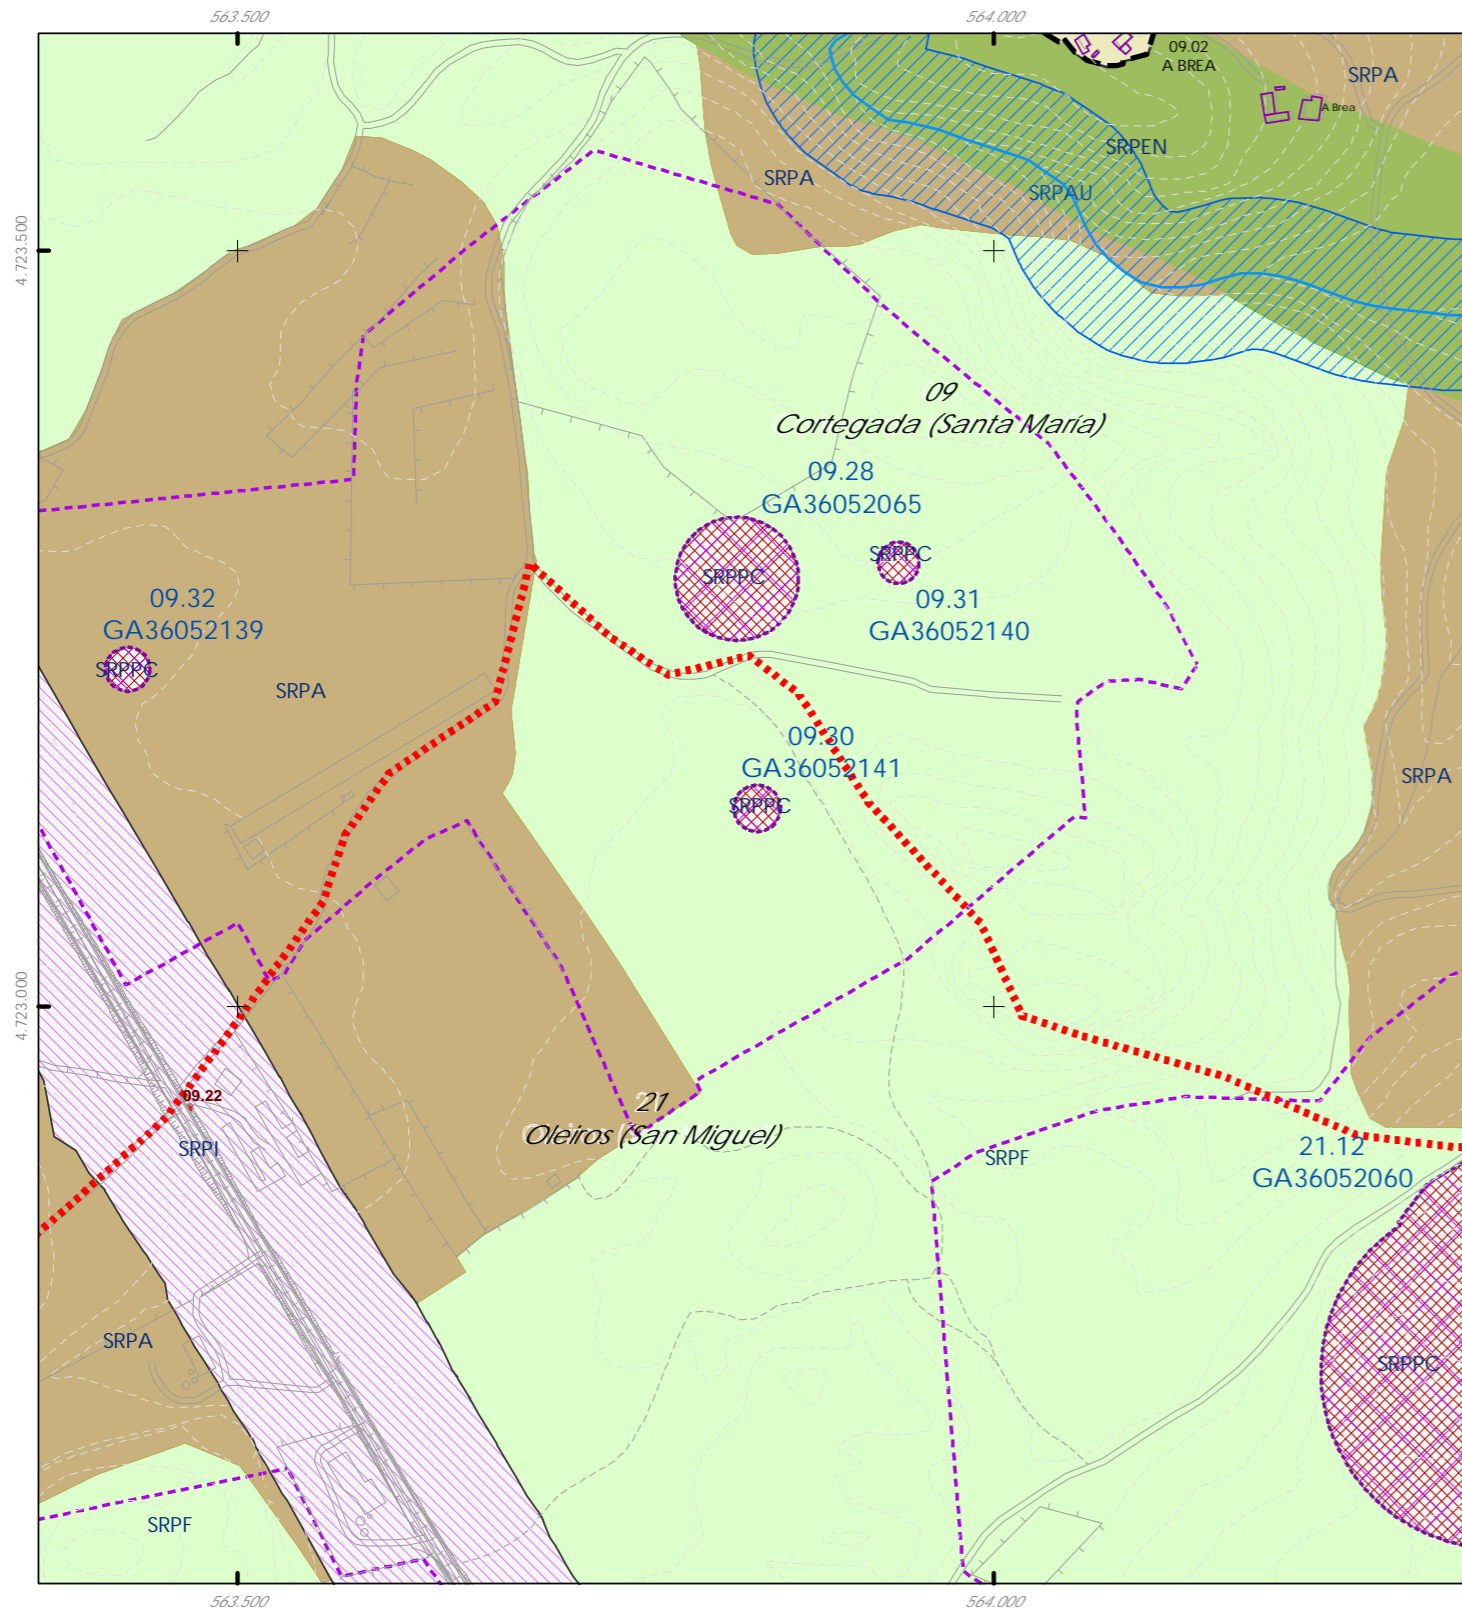 563.500
564.000
09.02
A BREA
SRPA
A Brea
SRPEN
SRPA
SRPAU
4.723.500
09
Cortegada (Santa María)
09.28
GA36052065
SRPPC
SRPPC
09.32
GA36052139
09.31
GA36052140
SRPPC
SRPA
09.30
GA36052141
SRPA
SRPPC
4.723.000
09.22
21
Oleiros (San Miguel)
SRPI
SRPF
21.12
GA36052060
SRPA
SRPPC
SRPF
563.500
564.000